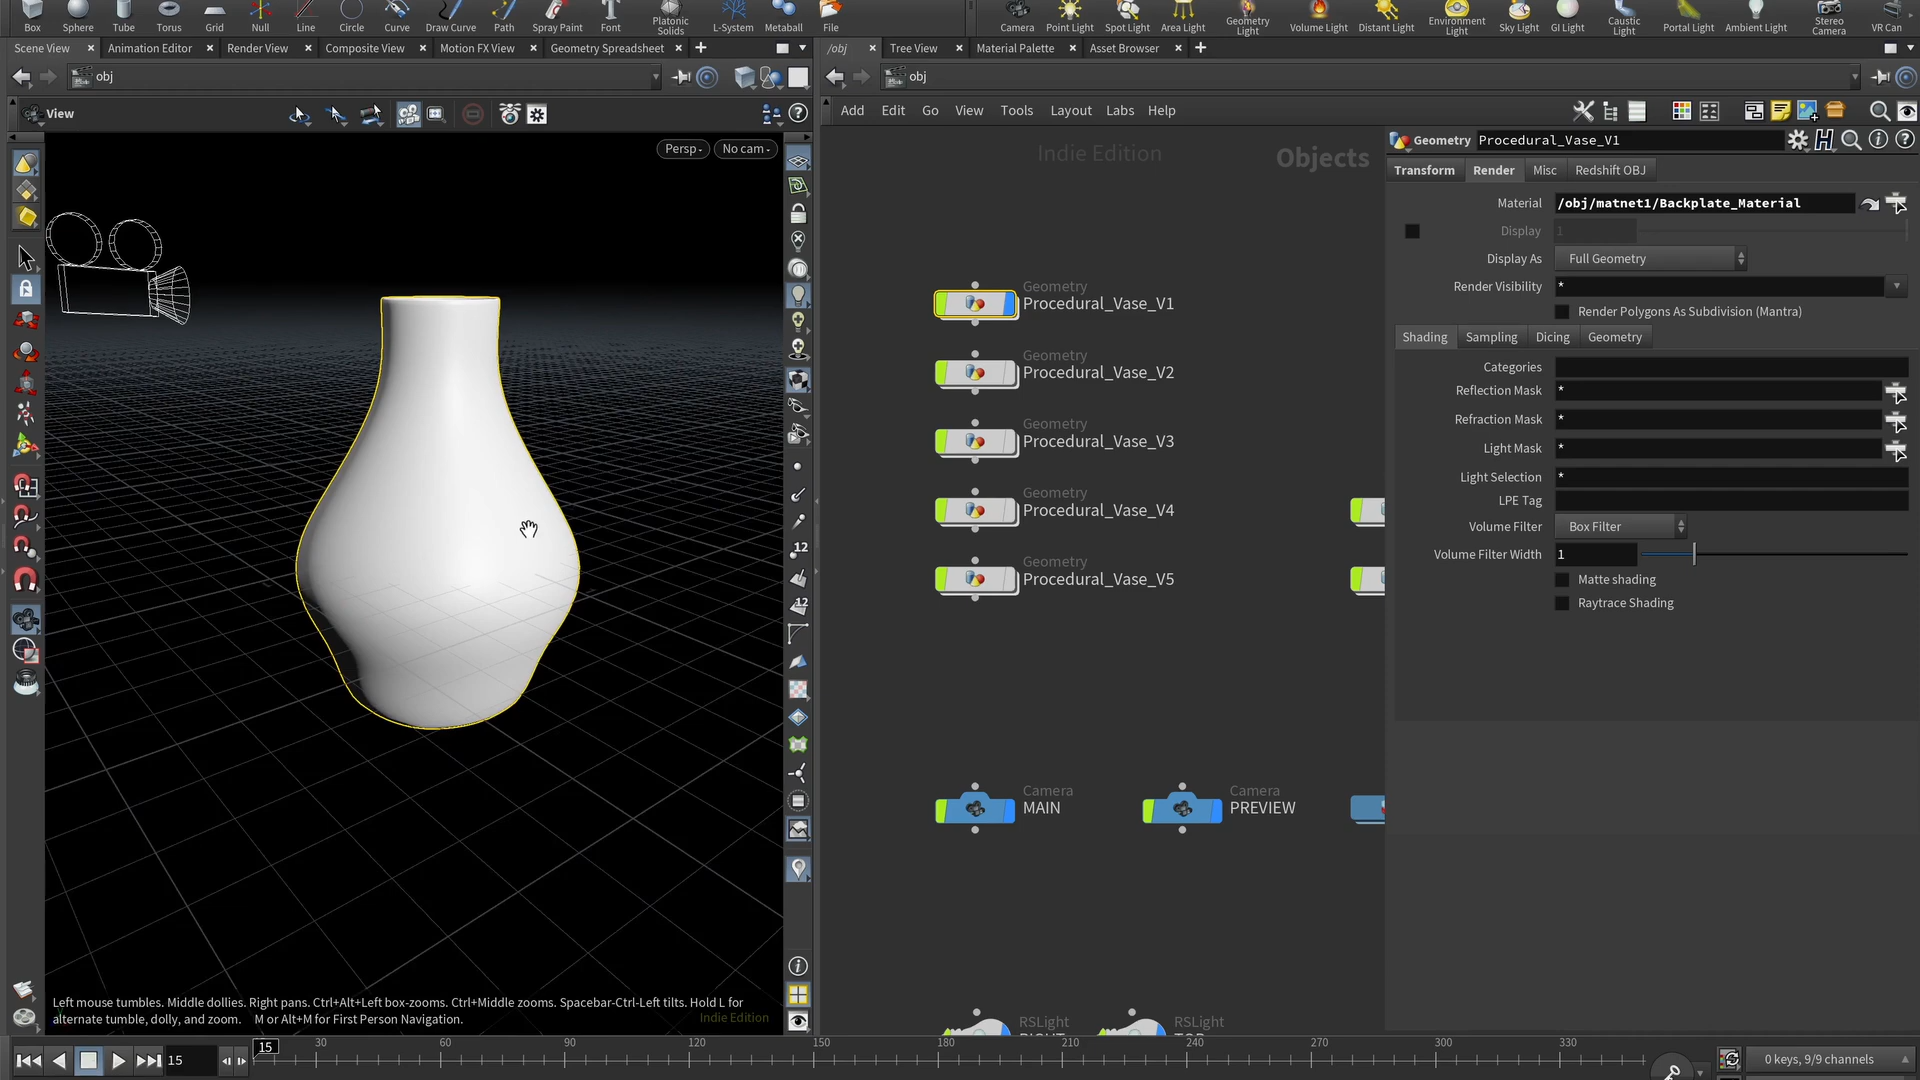 Box Sphere Tube Torus Grid Null Line Circle Curve Draw Curve Path Spray Paint Font Platonic Solids L-System Metaball File
Camera Point Light Spot Light Area Light Geometry Light Volume Light Distant Light Environment Light Sky Light GI Light Caustic Light Portal Light Ambient Light Stereo Camera VR Can
Scene View Animation Editor Render View Composite View Motion FX View Geometry Spreadsheet
/obj Tree View Material Palette Asset Browser
obj
obj
View
Add Edit Go View Tools Layout Labs Help
Persp No cam
Indie Edition Objects
Geometry Procedural_Vase_V1
Transform Render Misc Redshift OBJ
Material /obj/matnet1/Backplate_Material
Display 1
Display As Full Geometry
Render Visibility *
Render Polygons As Subdivision (Mantra)
Shading Sampling Dicing Geometry
Categories
Reflection Mask *
Refraction Mask *
Light Mask *
Light Selection *
LPE Tag
Volume Filter Box Filter
Volume Filter Width 1
Matte shading
Raytrace Shading
Geometry
Procedural_Vase_V1
Geometry
Procedural_Vase_V2
Geometry
Procedural_Vase_V3
Geometry
Procedural_Vase_V4
Geometry
Procedural_Vase_V5
Camera
MAIN
Camera
PREVIEW
RSLight
RSLight
12
12
Left mouse tumbles. Middle dollies. Right pans. Ctrl+Alt+Left box-zooms. Ctrl+Middle zooms. Spacebar-Ctrl-Left tilts. Hold L for
alternate tumble, dolly, and zoom. M or Alt+M for First Person Navigation.
Indie Edition
15 15 30 60 90 120 150 180 210 240 270 300 330
0 keys, 9/9 channels